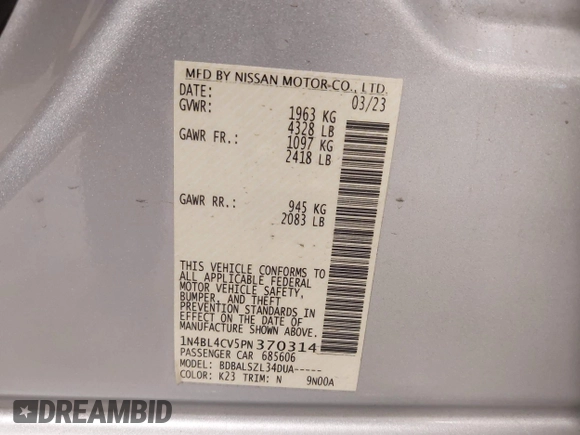 MFD BY NISSAN MOTOR-CO., LTD.
DATE: 03/23
GVWR: 1963 KG
4328 LB
GAWR FR.: 1097 KG
2418 LB
GAWR RR.: 945 KG
2083 LB
THIS VEHICLE CONFORMS TO
ALL APPLICABLE FEDERAL
MOTOR VEHICLE SAFETY,
BUMPER, AND THEFT
PREVENTION STANDARDS
IN EFFECT ON THE DATE OF
MANUFACTURE SHOWN ABOVE.
1N4BL4CV5PN370314
PASSENGER CAR 685606
MODEL: BDBALSZL34DUA-----
COLOR: K23 TRIM: N 9N00A
DREAMBID